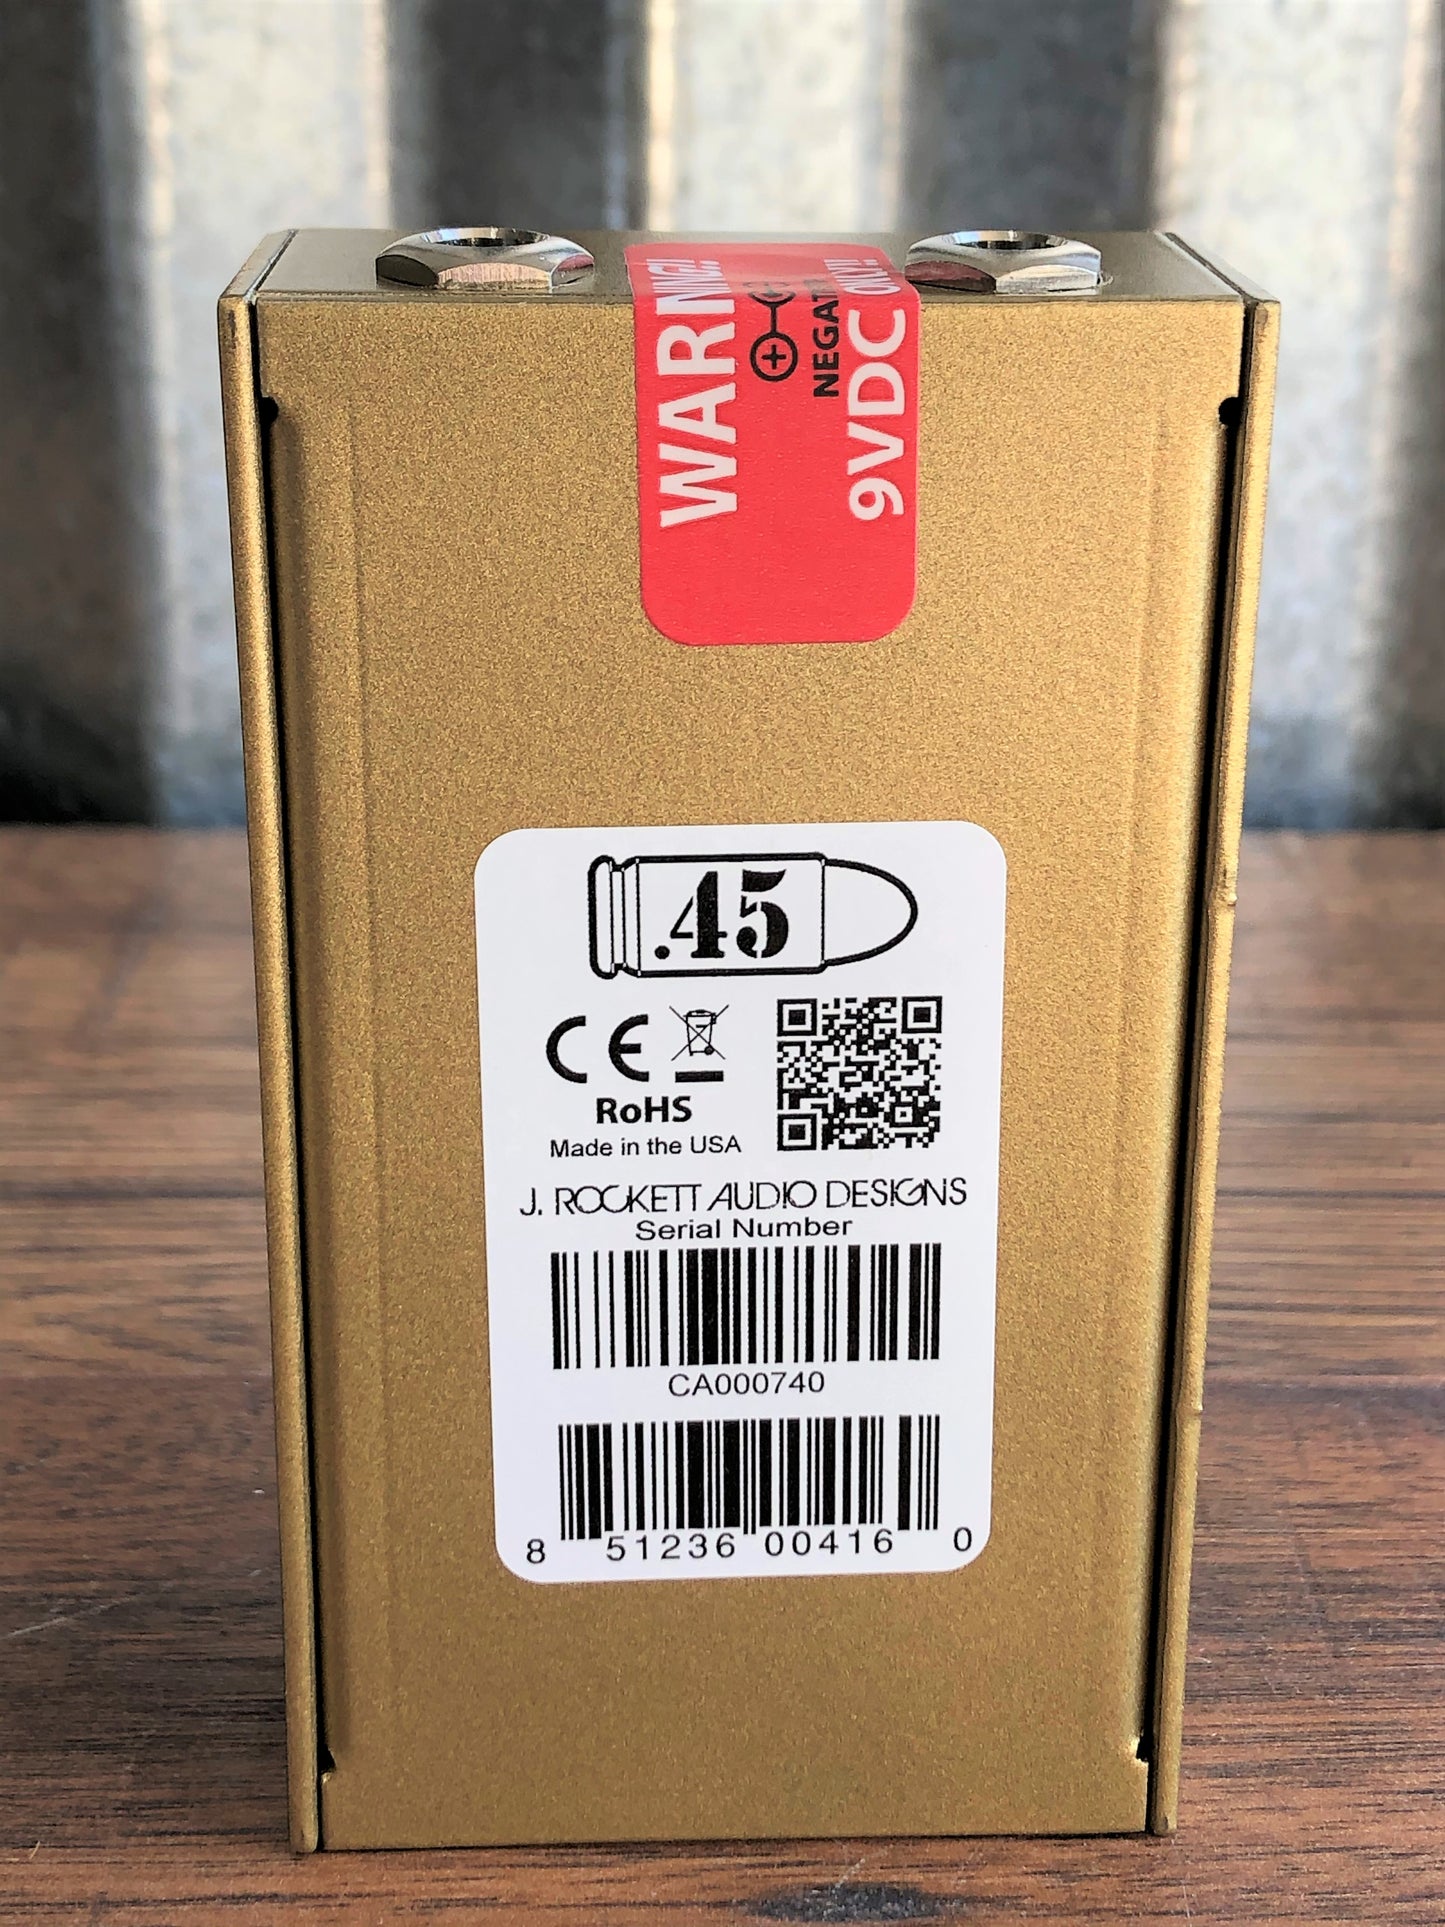 WARNING!!
NEGAT
9VDC ONLY!!
.45
CE
RoHS
Made in the USA
J. ROCKETT AUDIO DESIGNS
Serial Number
CA000740
8 51236 00416 0